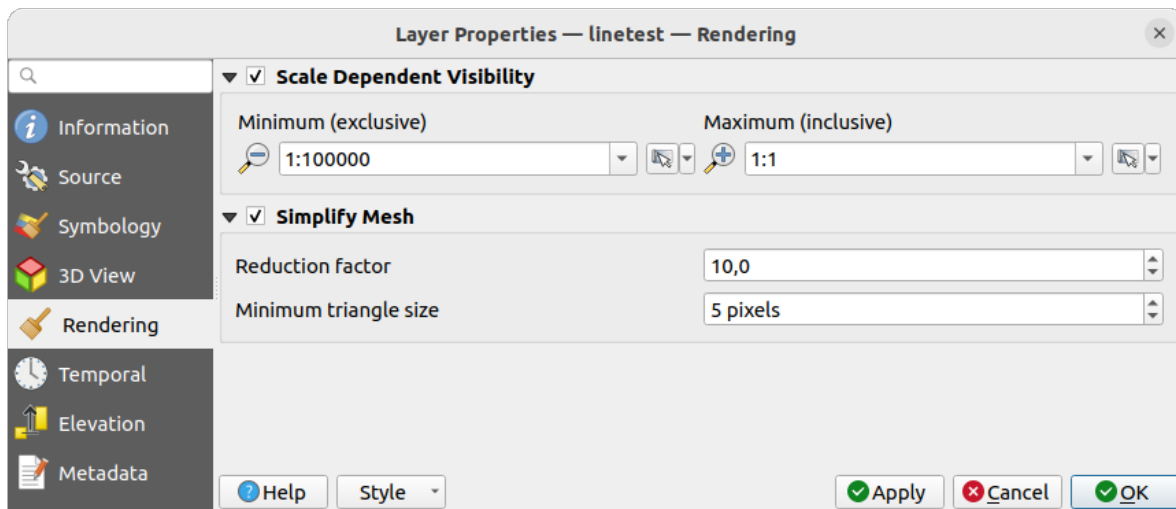 Layer Properties — linetest — Rendering
Information
Source
Symbology
3D View
Rendering
Temporal
Elevation
Metadata
Scale Dependent Visibility
Minimum (exclusive) Maximum (inclusive)
1:100000 1:1
Simplify Mesh
Reduction factor 10,0
Minimum triangle size 5 pixels
Help Style Apply Cancel OK